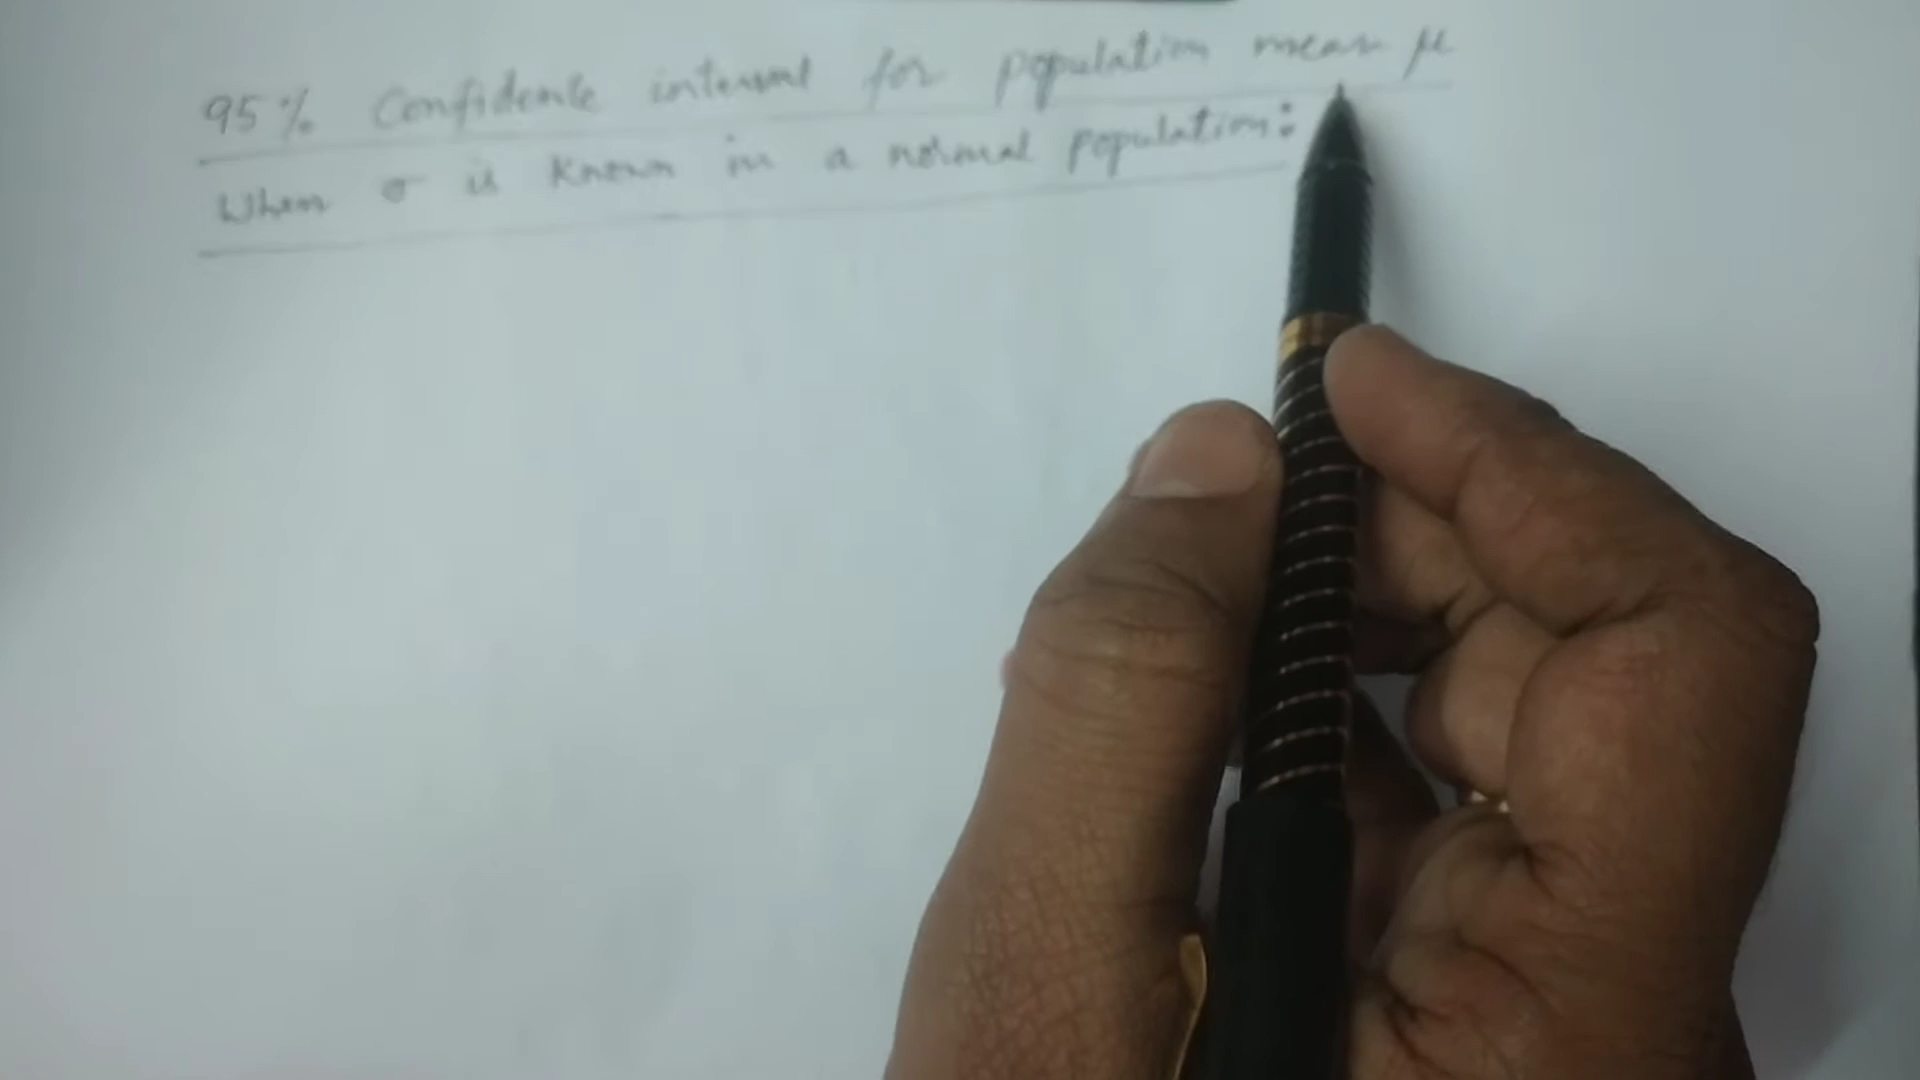 95% Confidence interval for population mean μ
When σ is known in a normal population: